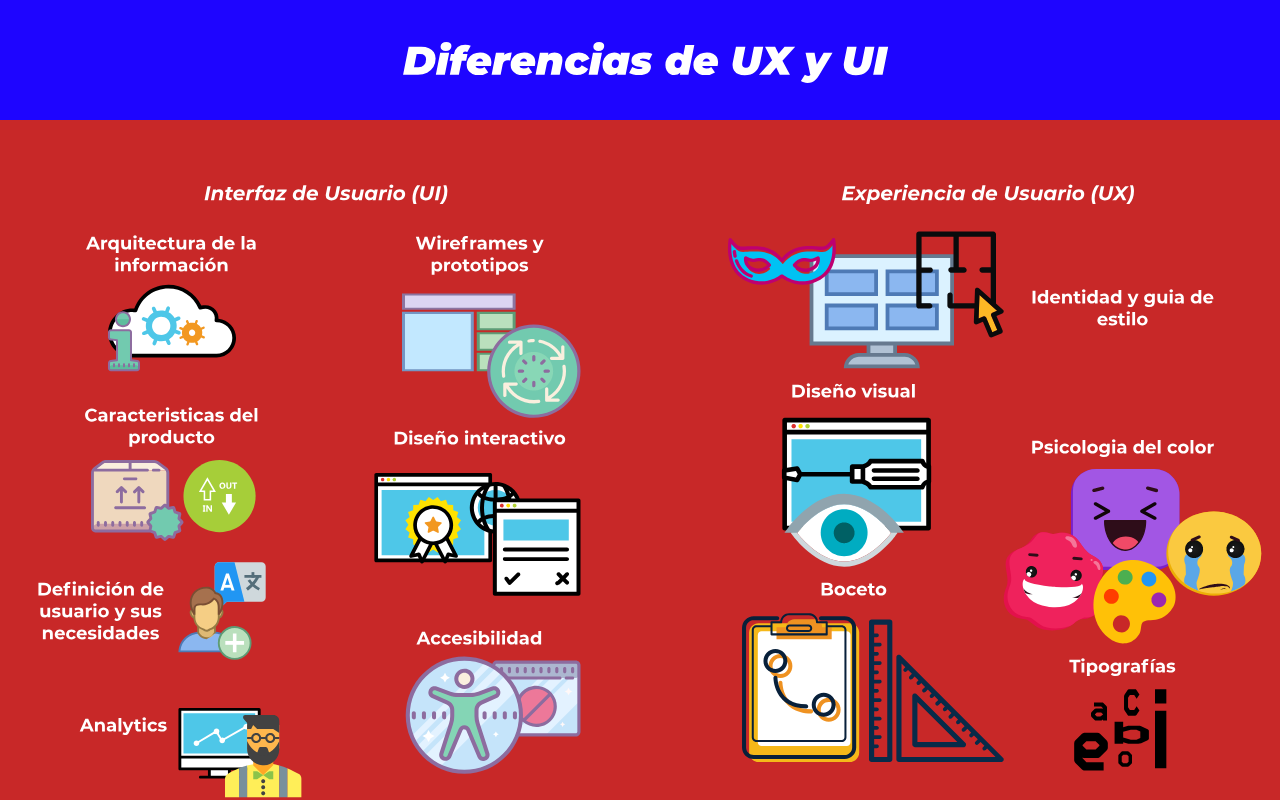 Diferencias de UX y UI
Interfaz de Usuario (UI)
Arquitectura de la
información
Caracteristicas del
producto
OUT
IN
Definición de
usuario y sus
necesidades
A
文
Analytics
Wireframes y
prototipos
Diseño interactivo
Accesibilidad
Experiencia de Usuario (UX)
Identidad y guia de
estilo
Diseño visual
Psicologia del color
Boceto
Tipografías
a c i
e b
o